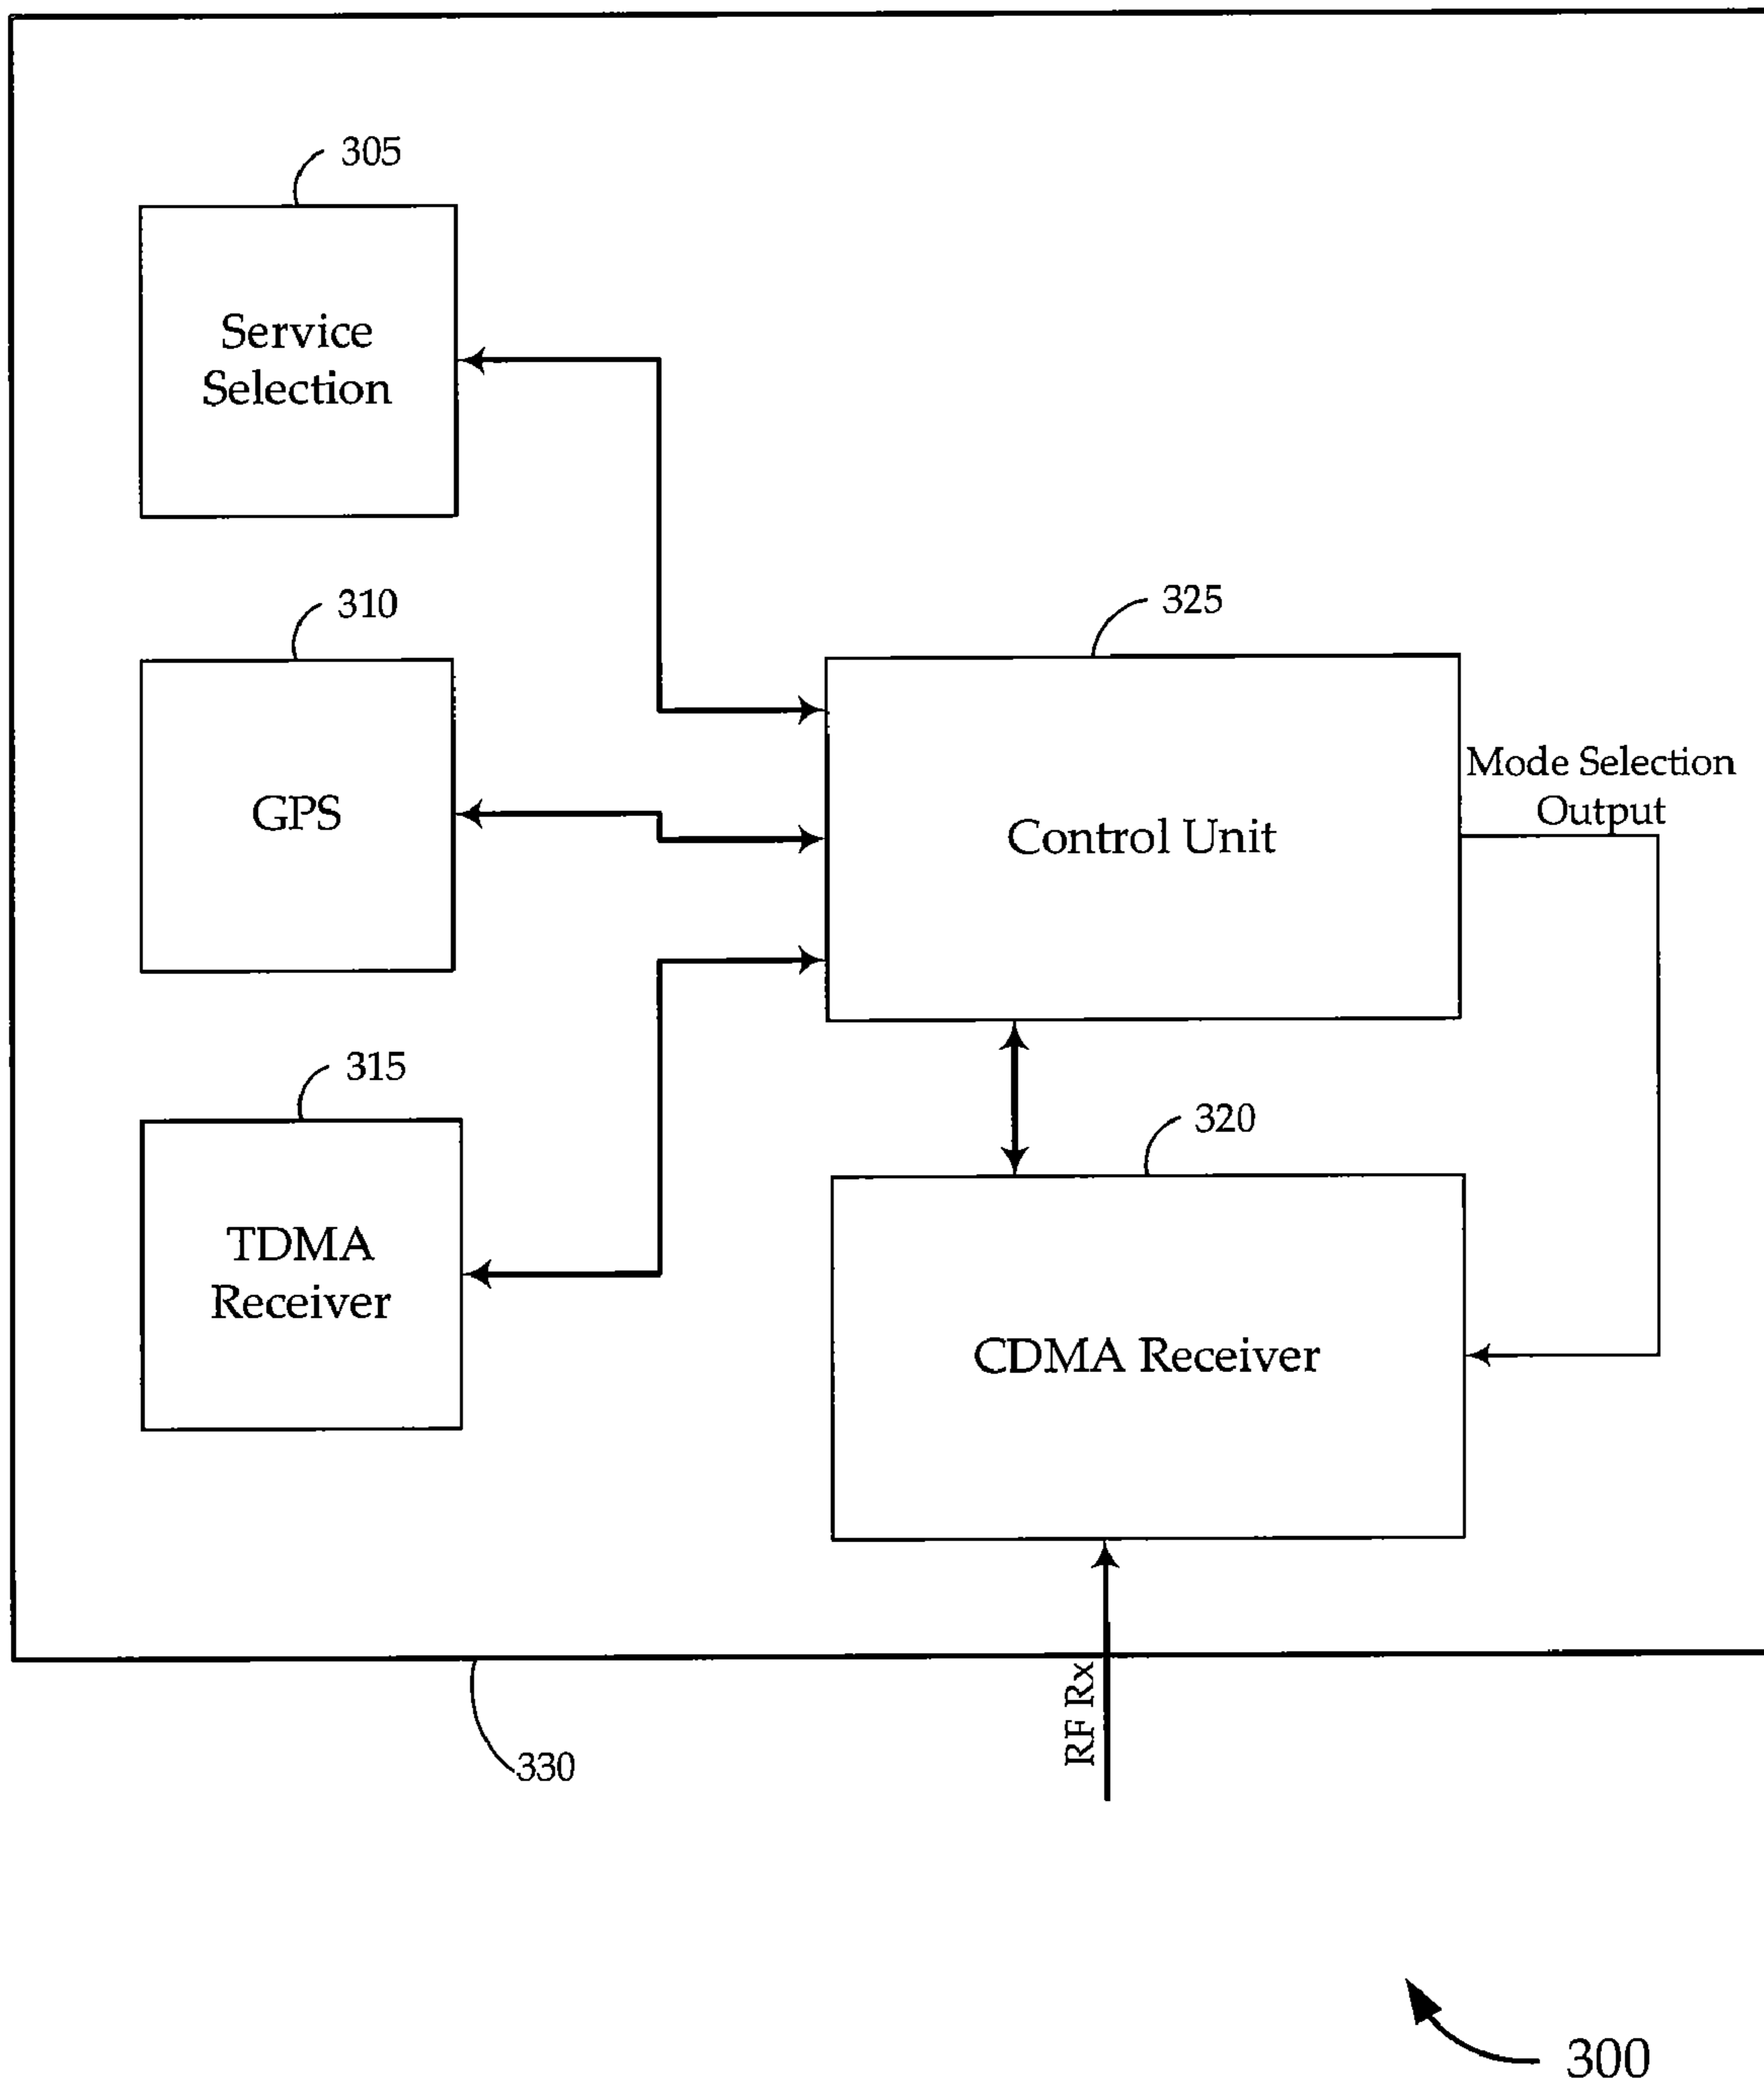 305
Service
Selection
310
GPS
325
Control Unit
Mode Selection
Output
315
TDMA
Receiver
320
CDMA Receiver
RF Rx
330
300